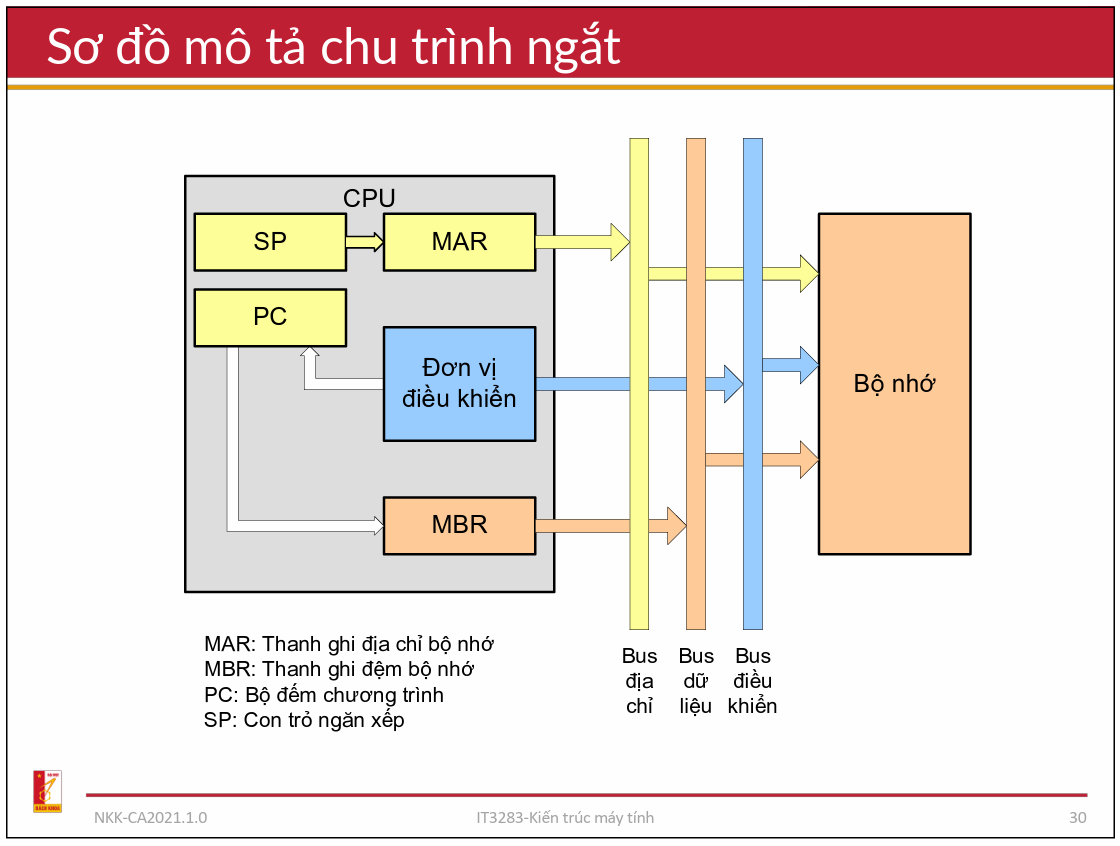 Sơ đồ mô tả chu trình ngắt
CPU
SP
MAR
PC
Đơn vị
điều khiển
Bộ nhớ
MBR
MAR: Thanh ghi địa chỉ bộ nhớ
MBR: Thanh ghi đệm bộ nhớ
PC: Bộ đếm chương trình
SP: Con trỏ ngăn xếp
Bus
địa
chỉ
Bus
dữ
liệu
Bus
điều
khiển
NKK-CA2021.1.0
IT3283-Kiến trúc máy tính
30